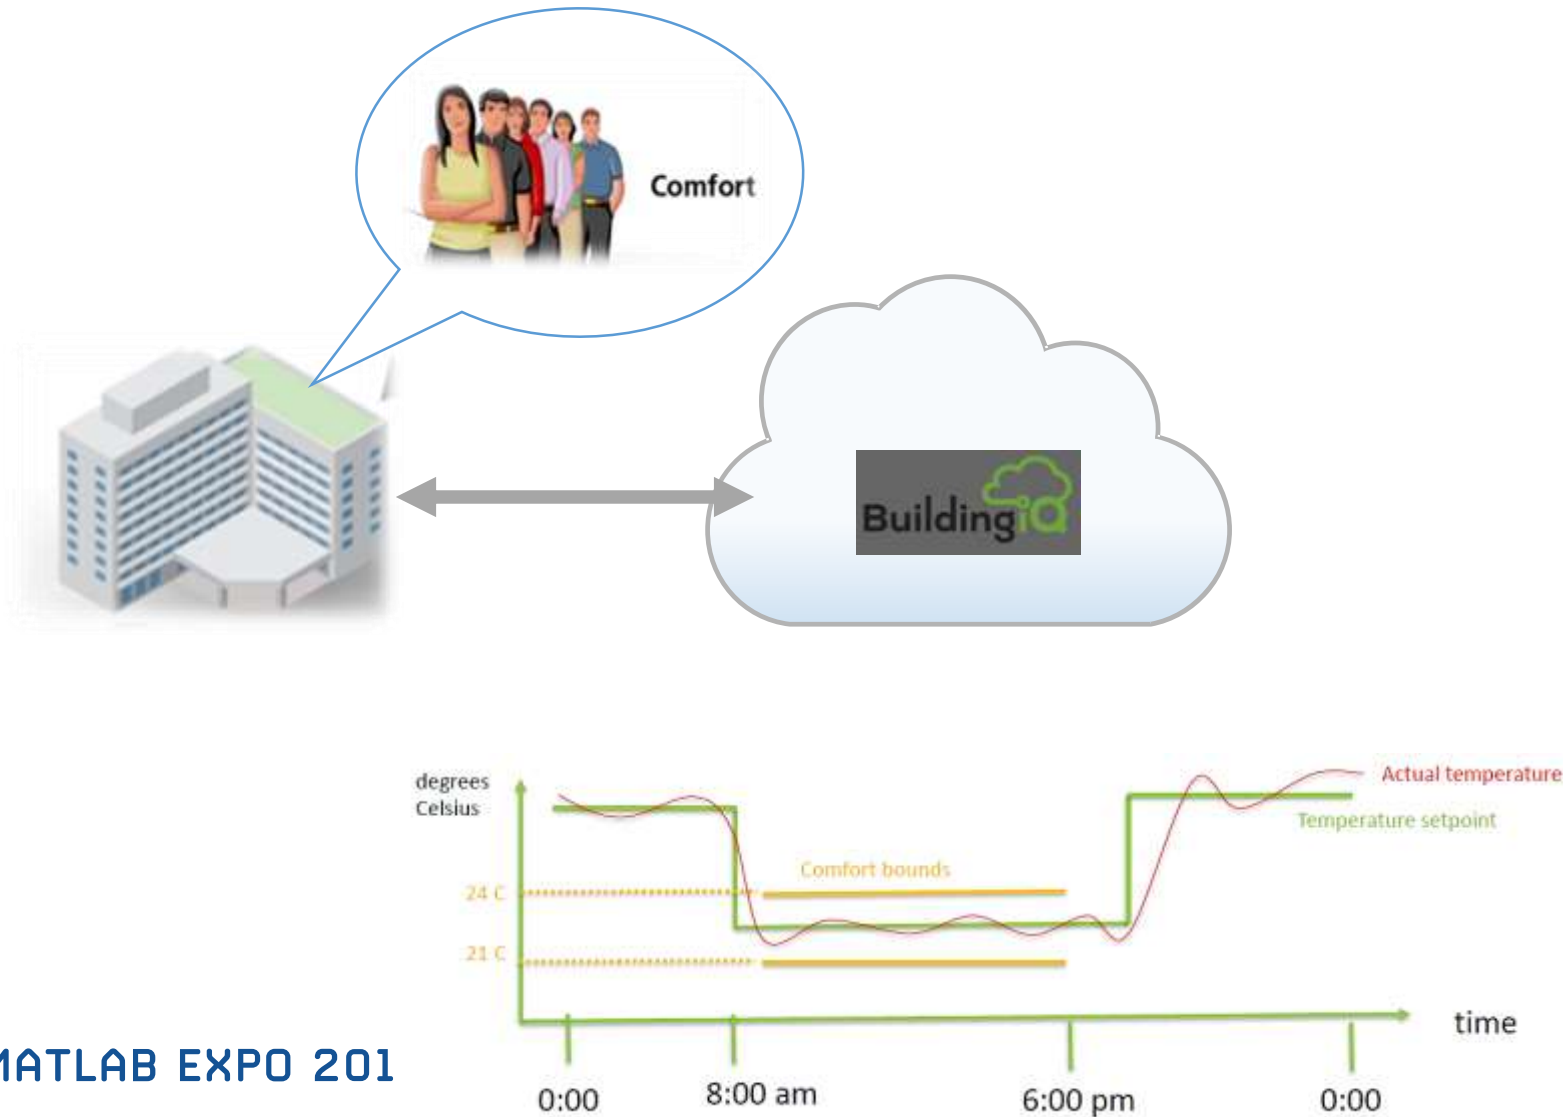 Comfort
BuildingiQ
degrees
Celsius
Actual temperature
Temperature setpoint
Comfort bounds
24 C
21 C
time
0:00
8:00 am
6:00 pm
0:00
MATLAB EXPO 201